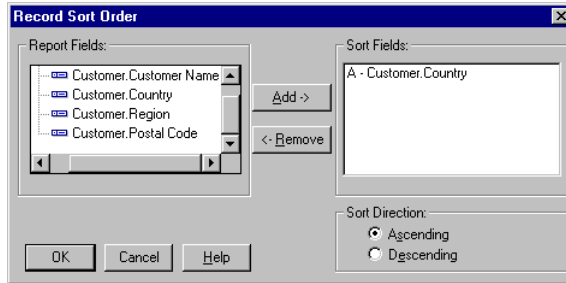 Record Sort Order
Report Fields:
Customer.Customer Name
Customer.Country
Customer.Region
Customer.Postal Code
Add ->
<- Remove
Sort Fields:
A - Customer.Country
Sort Direction:
Ascending
Descending
OK
Cancel
Help